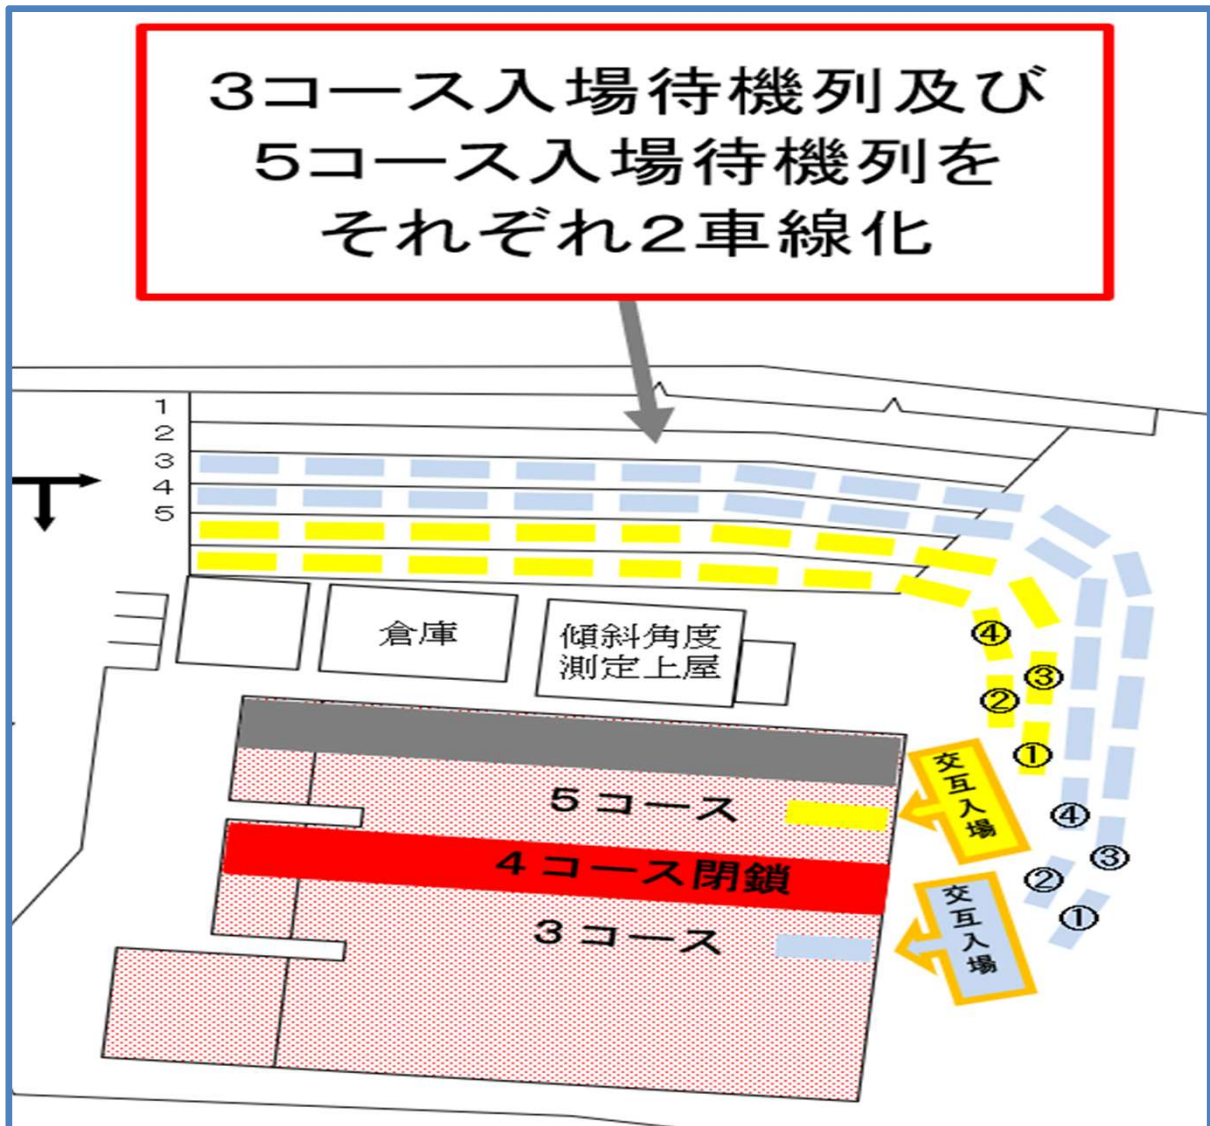 3コース入場待機列及び
5コース入場待機列を
それぞれ2車線化
1
2
3
4
5
倉庫
傾斜角度
測定上屋
④
③
②
①
交互入場
5コース
4コース閉鎖
3コース
④
③
②
①
交互入場